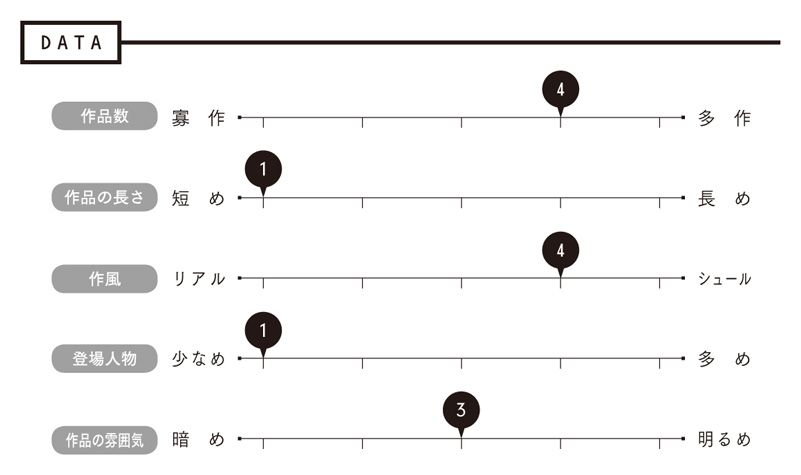 DATA
4
作品数 寡作 多作
1
作品の長さ 短め 長め
4
作風 リアル シュール
1
登場人物 少なめ 多め
3
作品の雰囲気 暗め 明るめ